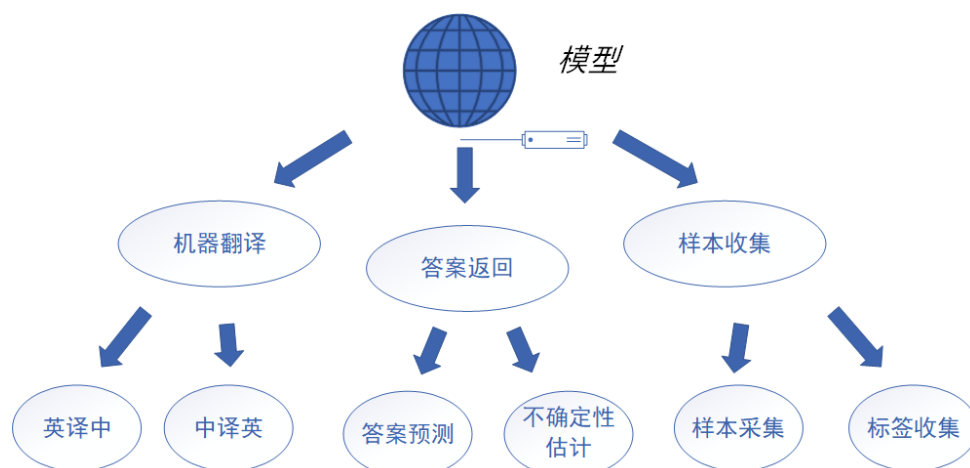 模型
机器翻译
答案返回
样本收集
英译中
中译英
答案预测
不确定性
估计
样本采集
标签收集